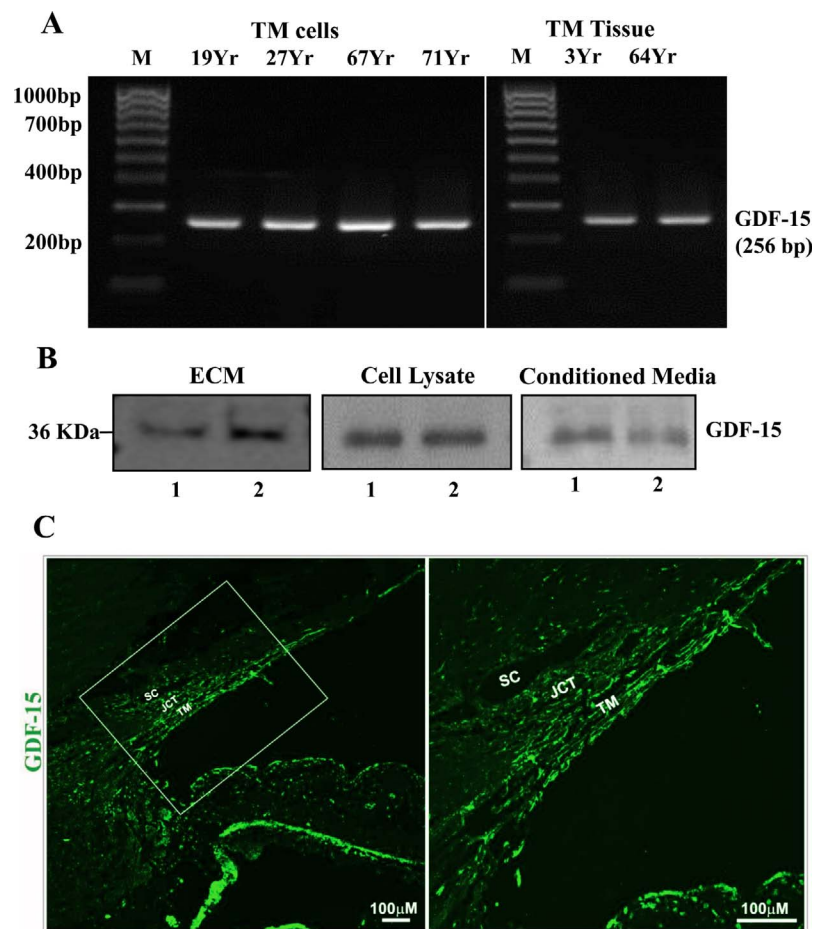 A
TM cells
TM Tissue
M 19Yr 27Yr 67Yr 71Yr
M 3Yr 64Yr
1000bp
700bp
400bp
200bp
GDF-15
(256 bp)
B
ECM
Cell Lysate
Conditioned Media
36 KDa
GDF-15
1 2
1 2
1 2
C
GDF-15
SC
JCT
TM
100μM
SC
JCT
TM
100μM